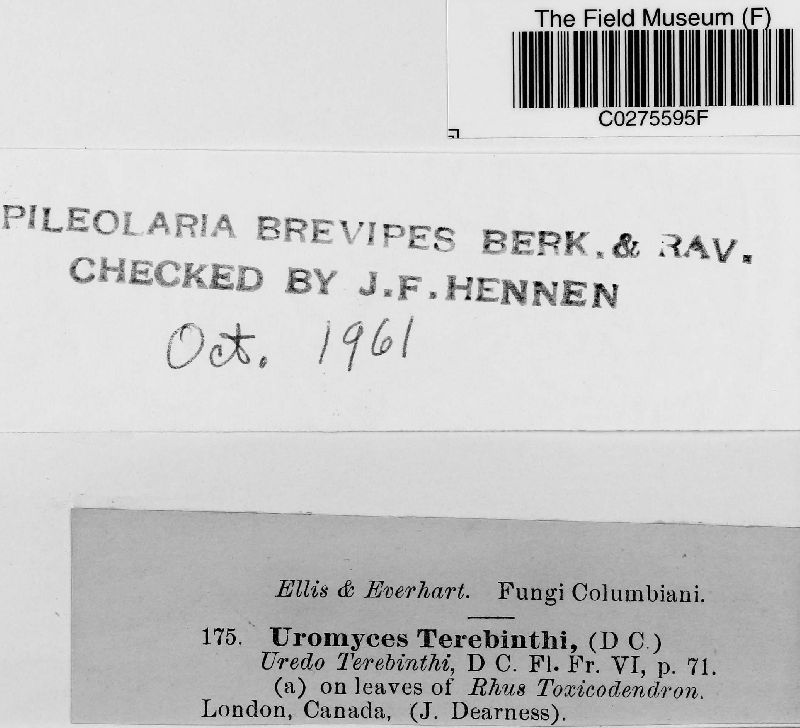 The Field Museum (F)
C0275595F
PILEOLARIA BREVIPES BERK. & RAV.
CHECKED BY J.F. HENNEN
Oct. 1961
Ellis & Everhart. Fungi Columbiani.
175. Uromyces Terebinthi, (D C.)
Uredo Terebinthi, D C. Fl. Fr. VI, p. 71.
(a) on leaves of Rhus Toxicodendron.
London, Canada, (J. Dearness).